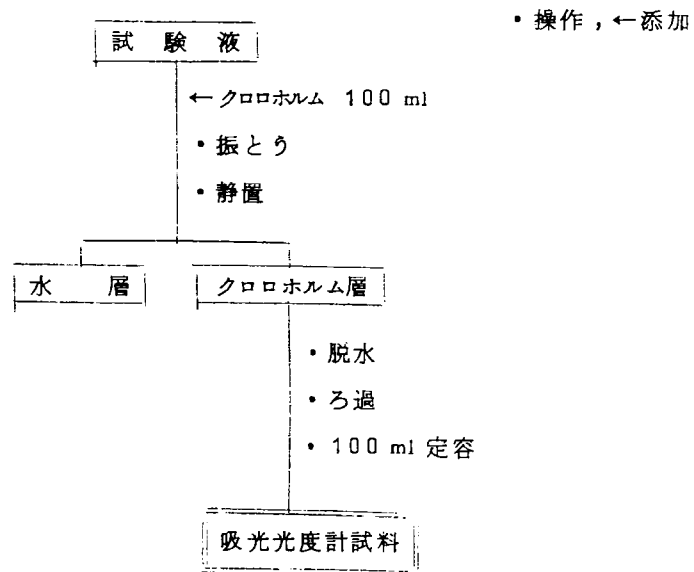 ・操作，←添加
試験液
←クロロホルム 100 ml
・振とう
・静置
水層
クロロホルム層
・脱水
・ろ過
・100 ml 定容
吸光光度計試料